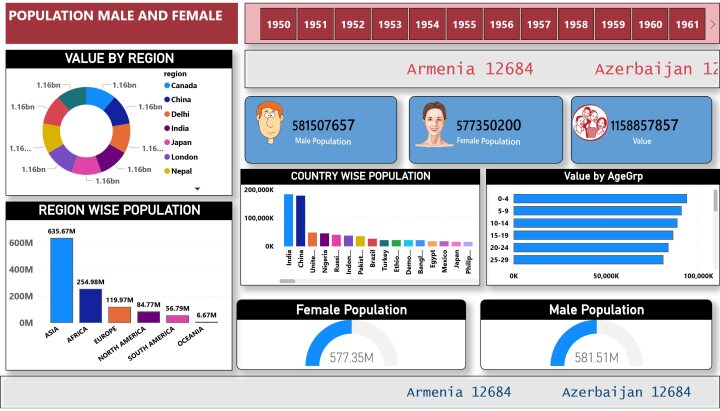 POPULATION MALE AND FEMALE
1950 1951 1952 1953 1954 1955 1956 1957 1958 1959 1960 1961
Armenia 12684 Azerbaijan 12
VALUE BY REGION
1.16bn 1.16bn
1.16bn 1.16bn
1.16... 1.16...
1.16bn 1.16bn
1.16bn
region
Canada
China
Delhi
India
Japan
London
Nepal
581507657
Male Population
577350200
Female Population
1158857857
Value
COUNTRY WISE POPULATION
200,000K
100,000K
0K
India China Unite... Nigeria Russi... Indon... Pakist... Brazil Turkey Ethio... Demo... Bangl... Egypt Mexico Japan Philip...
Value by AgeGrp
0-4
5-9
10-14
15-19
20-24
25-29
0K 50,000K 100,000K
REGION WISE POPULATION
600M
400M
200M
0M
635.67M
254.98M
119.97M
84.77M
56.79M
6.67M
ASIA AFRICA EUROPE NORTH AMERICA SOUTH AMERICA OCEANIA
Female Population
577.35M
Male Population
581.51M
Armenia 12684 Azerbaijan 12684